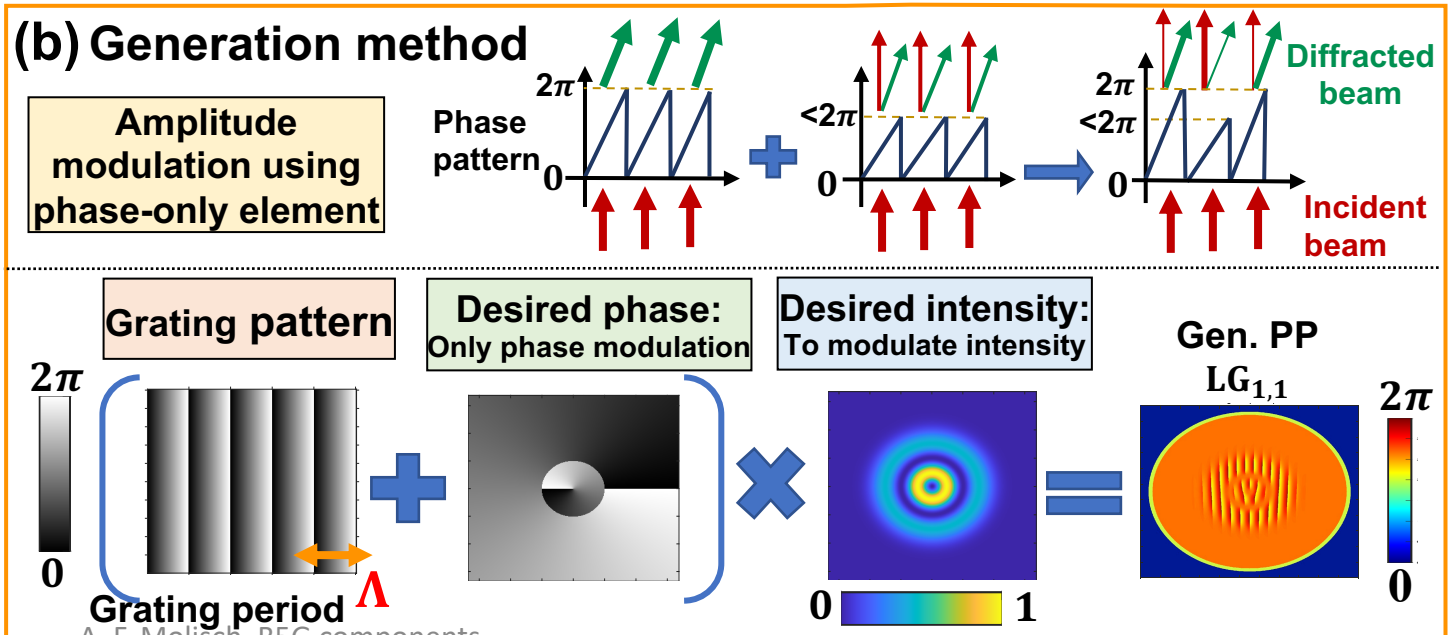 (b) Generation method
Amplitude
modulation using
phase-only element
Phase
pattern
2π
0
<2π
0
2π
<2π
0
Diffracted
beam
Incident
beam
Grating pattern
Desired phase:
Only phase modulation
Desired intensity:
To modulate intensity
Gen. PP
LG1,1
2π
0
Λ
Grating period
0 1
2π
0